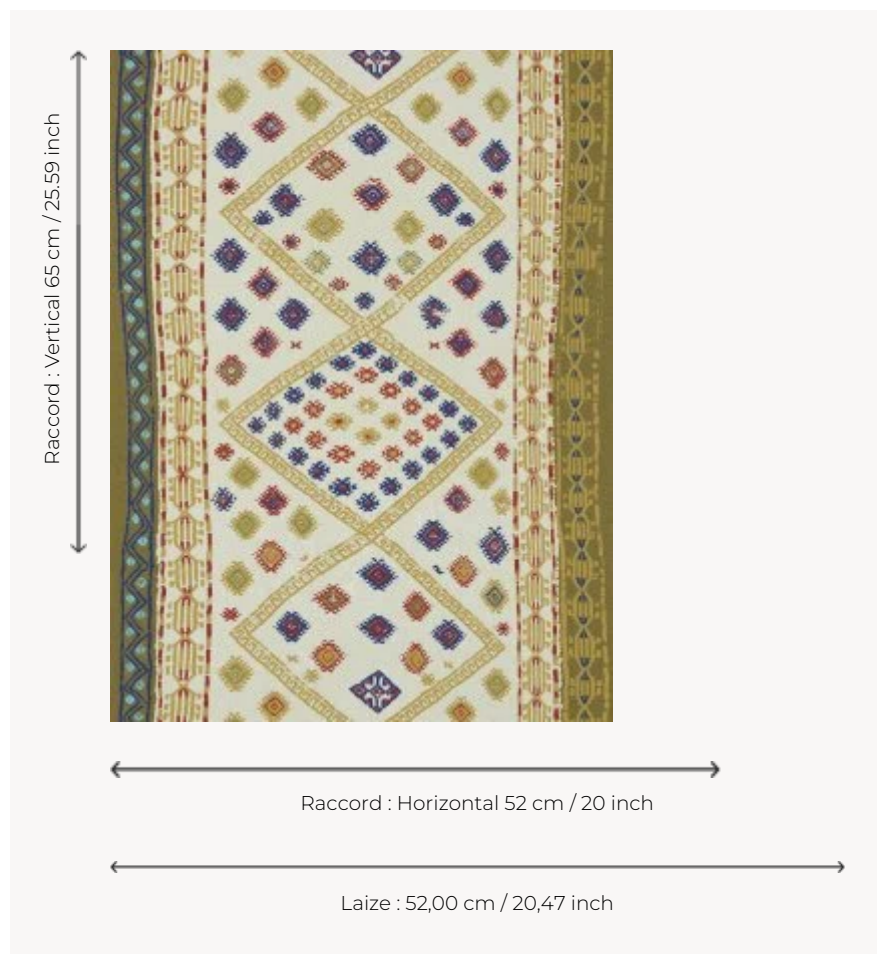 Raccord : Vertical 65 cm / 25.59 inch
Raccord : Horizontal 52 cm / 20 inch
Laize : 52,00 cm / 20,47 inch